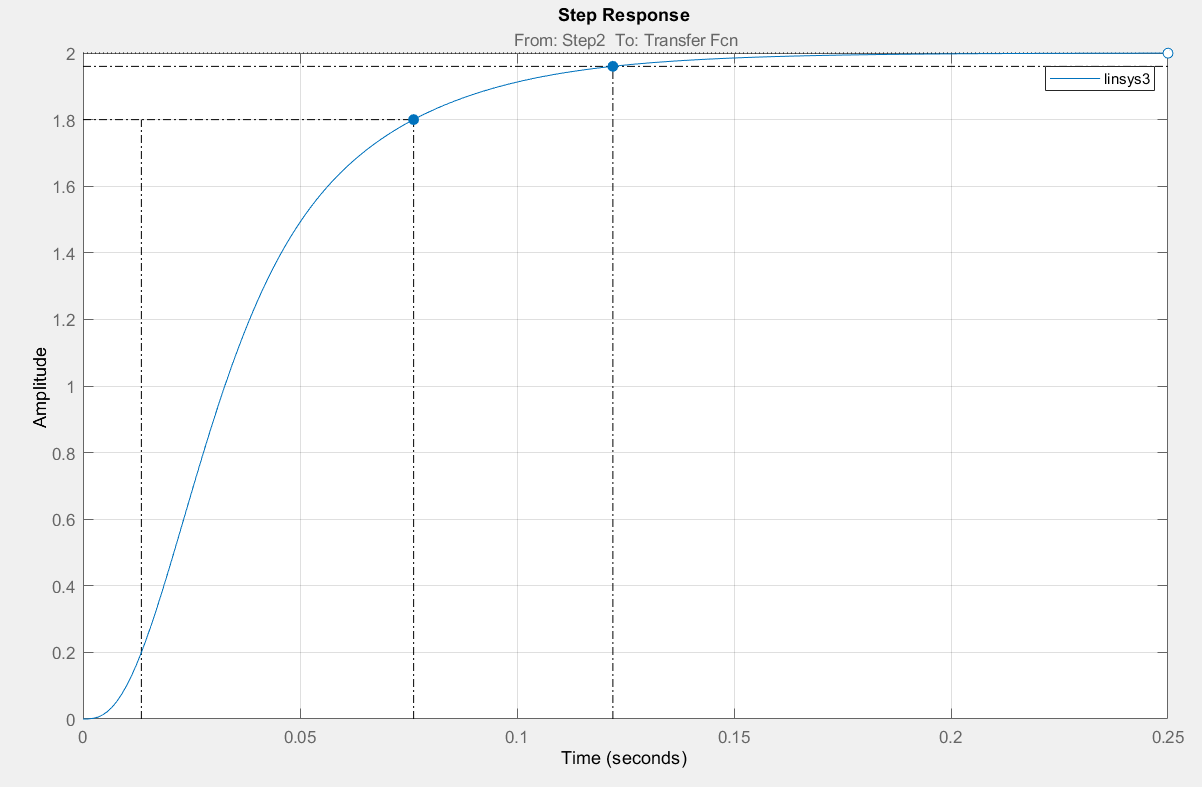 Step Response
From: Step2 To: Transfer Fcn
linsys3
2
1.8
1.6
1.4
1.2
1
0.8
0.6
0.4
0.2
0
Amplitude
0 0.05 0.1 0.15 0.2 0.25
Time (seconds)